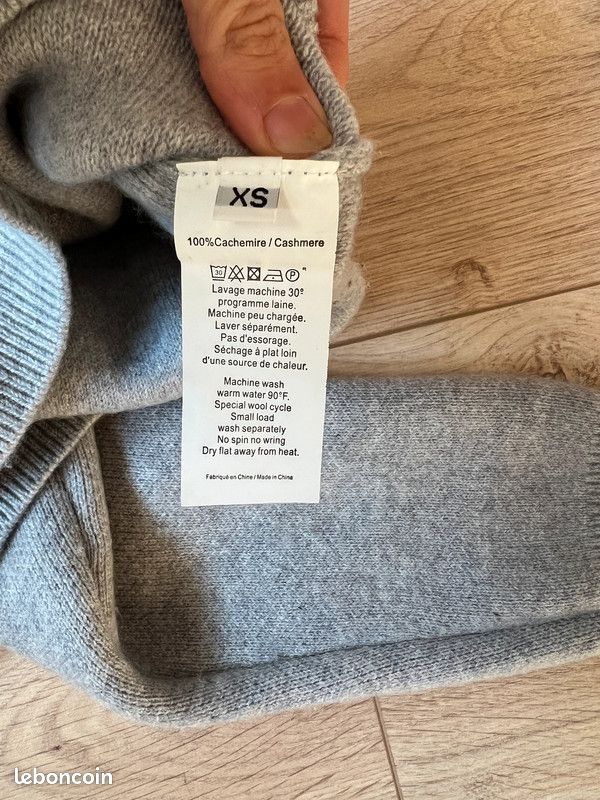 XS
100%Cachemire / Cashmere
30 P
Lavage machine 30º
programme laine.
Machine peu chargée.
Laver séparément.
Pas d'essorage.
Séchage à plat loin
d'une source de chaleur.
Machine wash
warm water 90ºF.
Special wool cycle
Small load
wash separately
No spin no wring
Dry flat away from heat.
Fabriqué en Chine / Made in China
leboncoin